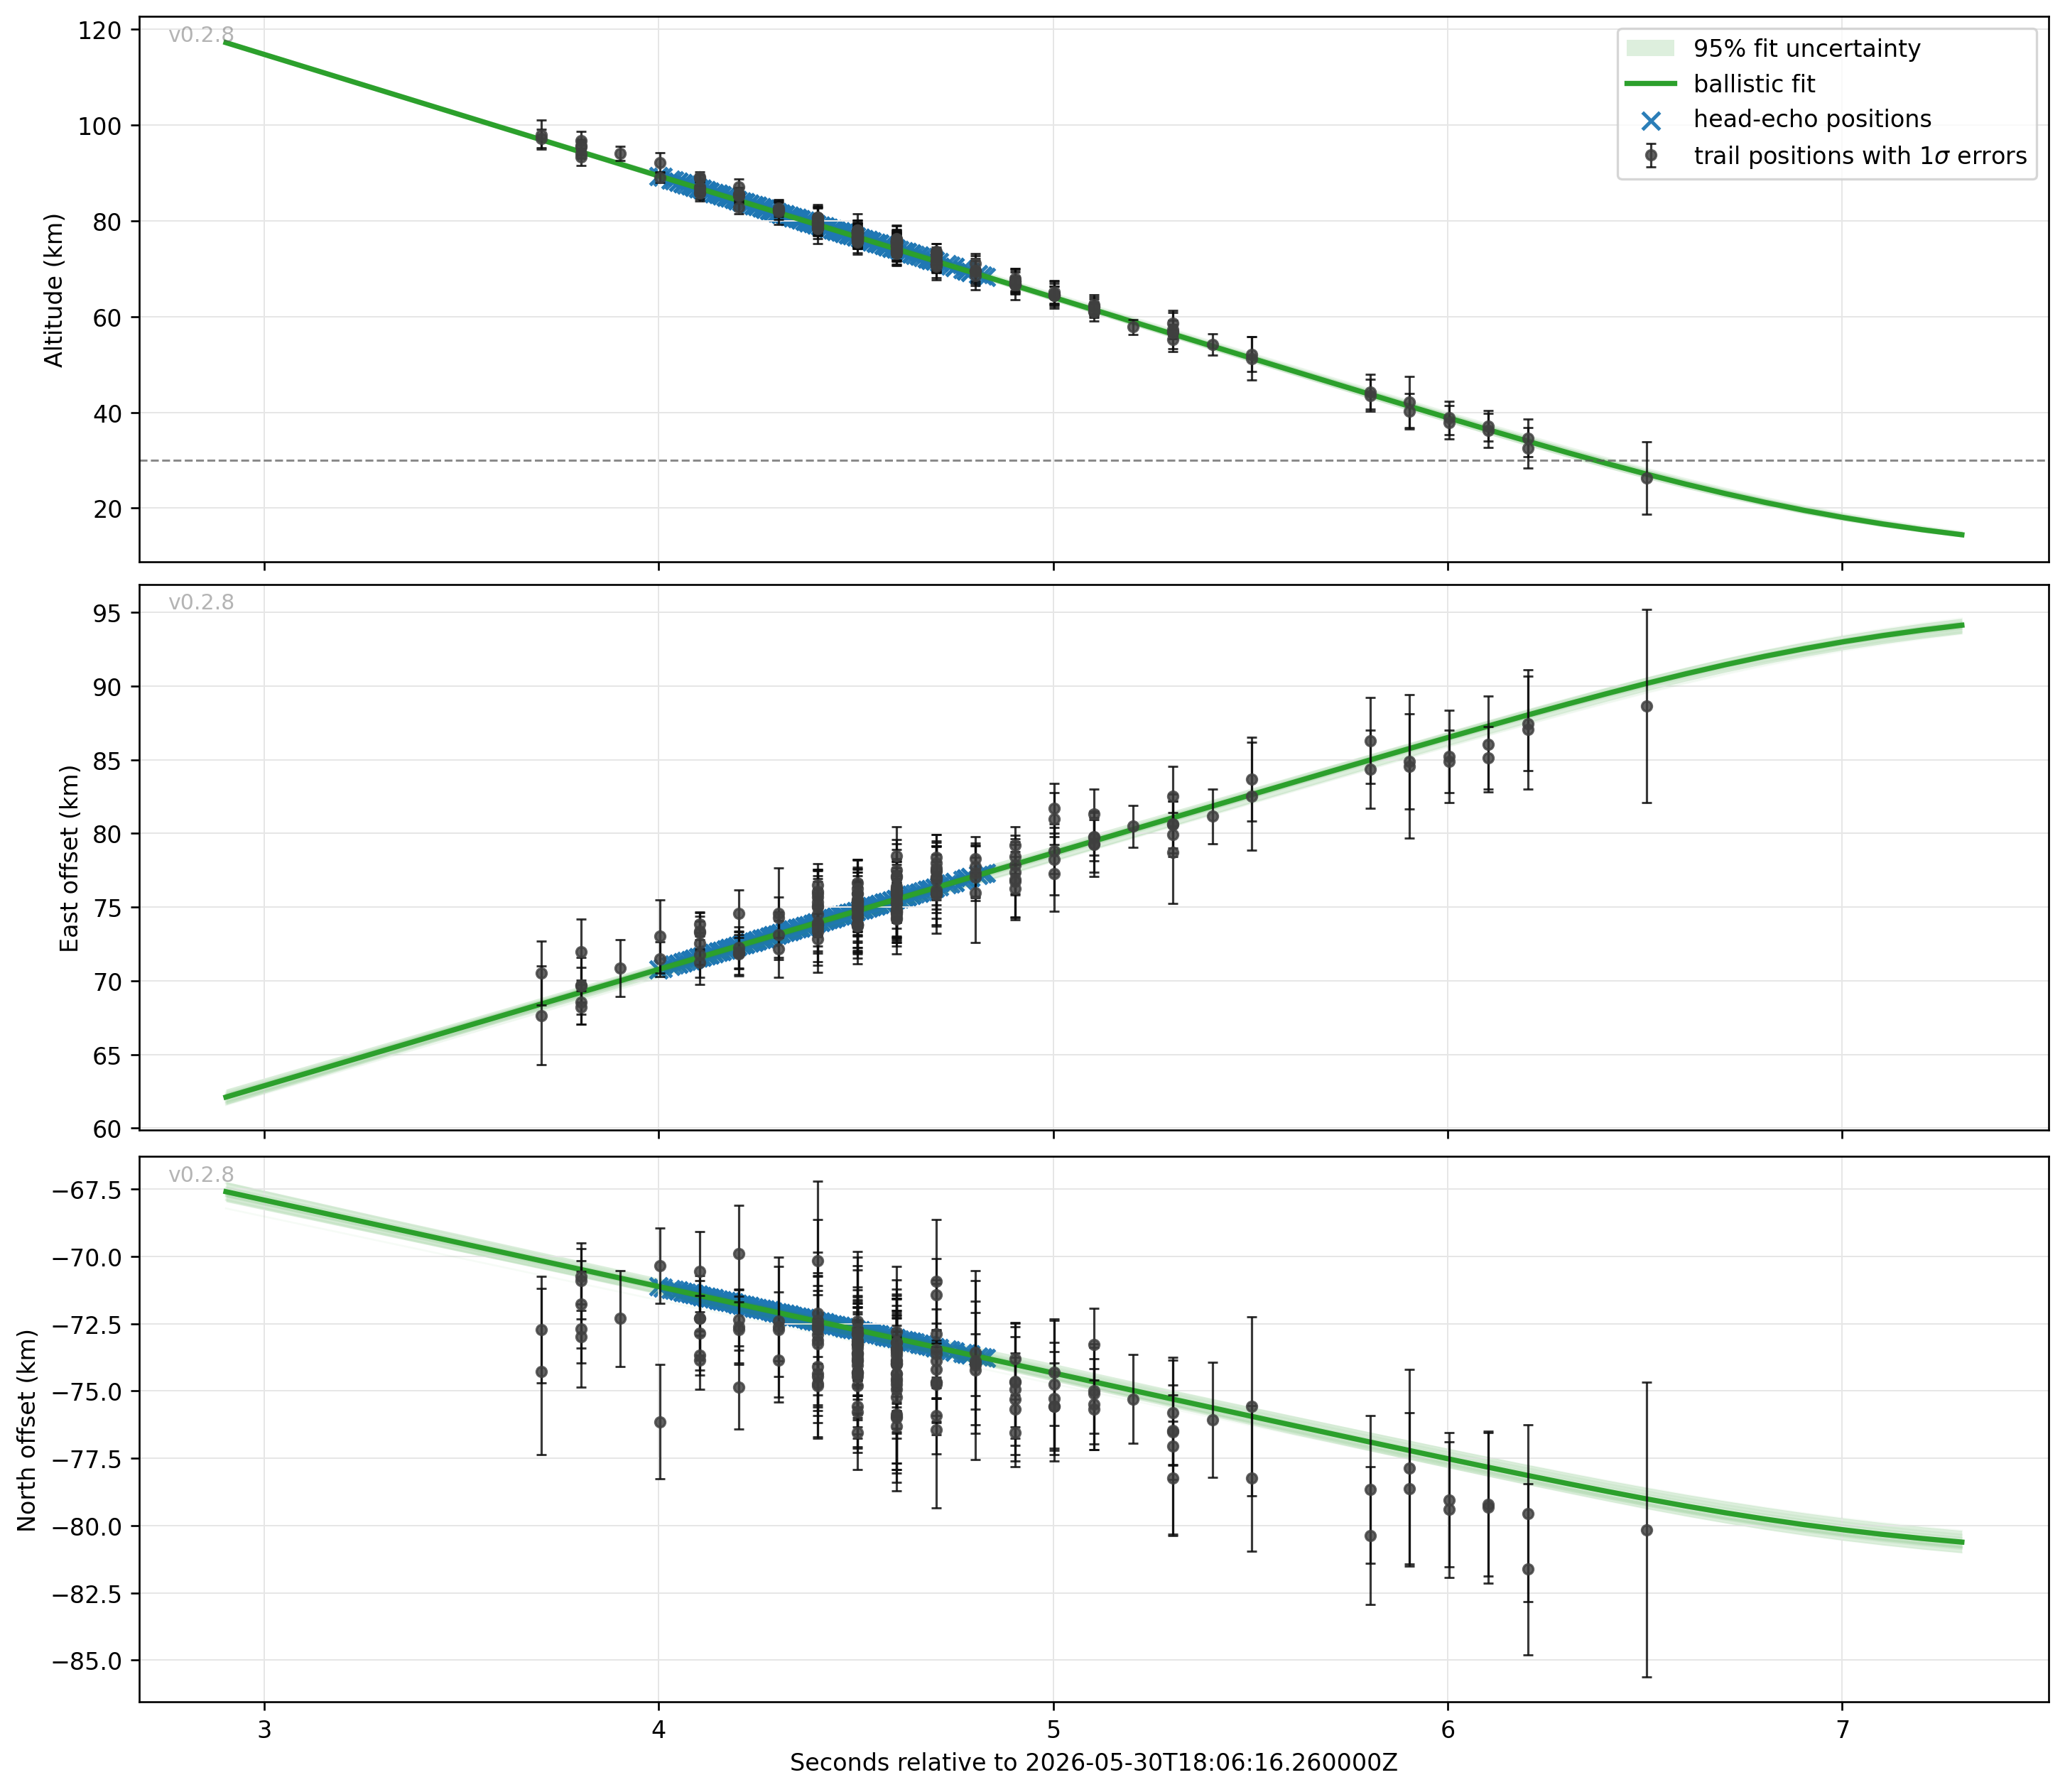 v0.2.8
120
100
80
60
40
20
Altitude (km)
95% fit uncertainty
ballistic fit
head-echo positions
trail positions with 1σ errors
v0.2.8
95
90
85
80
75
70
65
60
East offset (km)
v0.2.8
−67.5
−70.0
−72.5
−75.0
−77.5
−80.0
−82.5
−85.0
North offset (km)
3 4 5 6 7
Seconds relative to 2026-05-30T18:06:16.260000Z